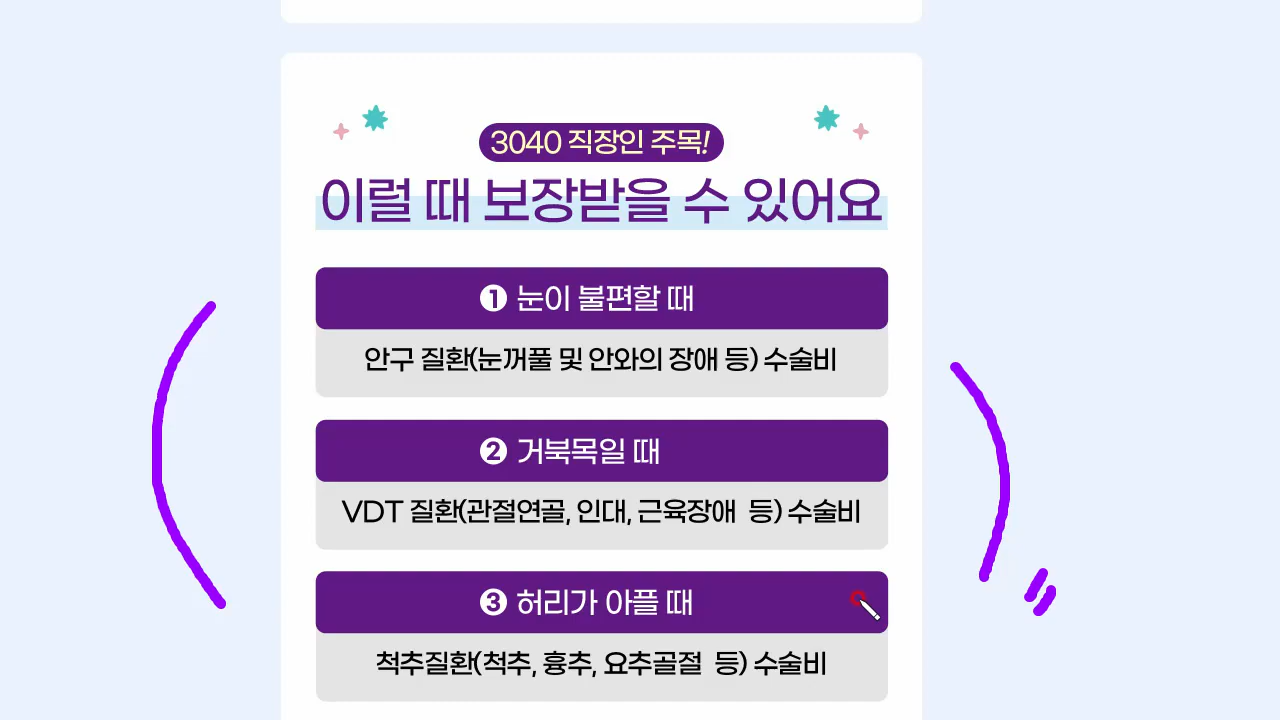 3040 직장인 주목!
이럴 때 보장받을 수 있어요
❶ 눈이 불편할 때
안구 질환(눈꺼풀 및 안와의 장애 등) 수술비
❷ 거북목일 때
VDT 질환(관절연골, 인대, 근육장애 등) 수술비
❸ 허리가 아플 때
척추질환(척추, 흉추, 요추골절 등) 수술비